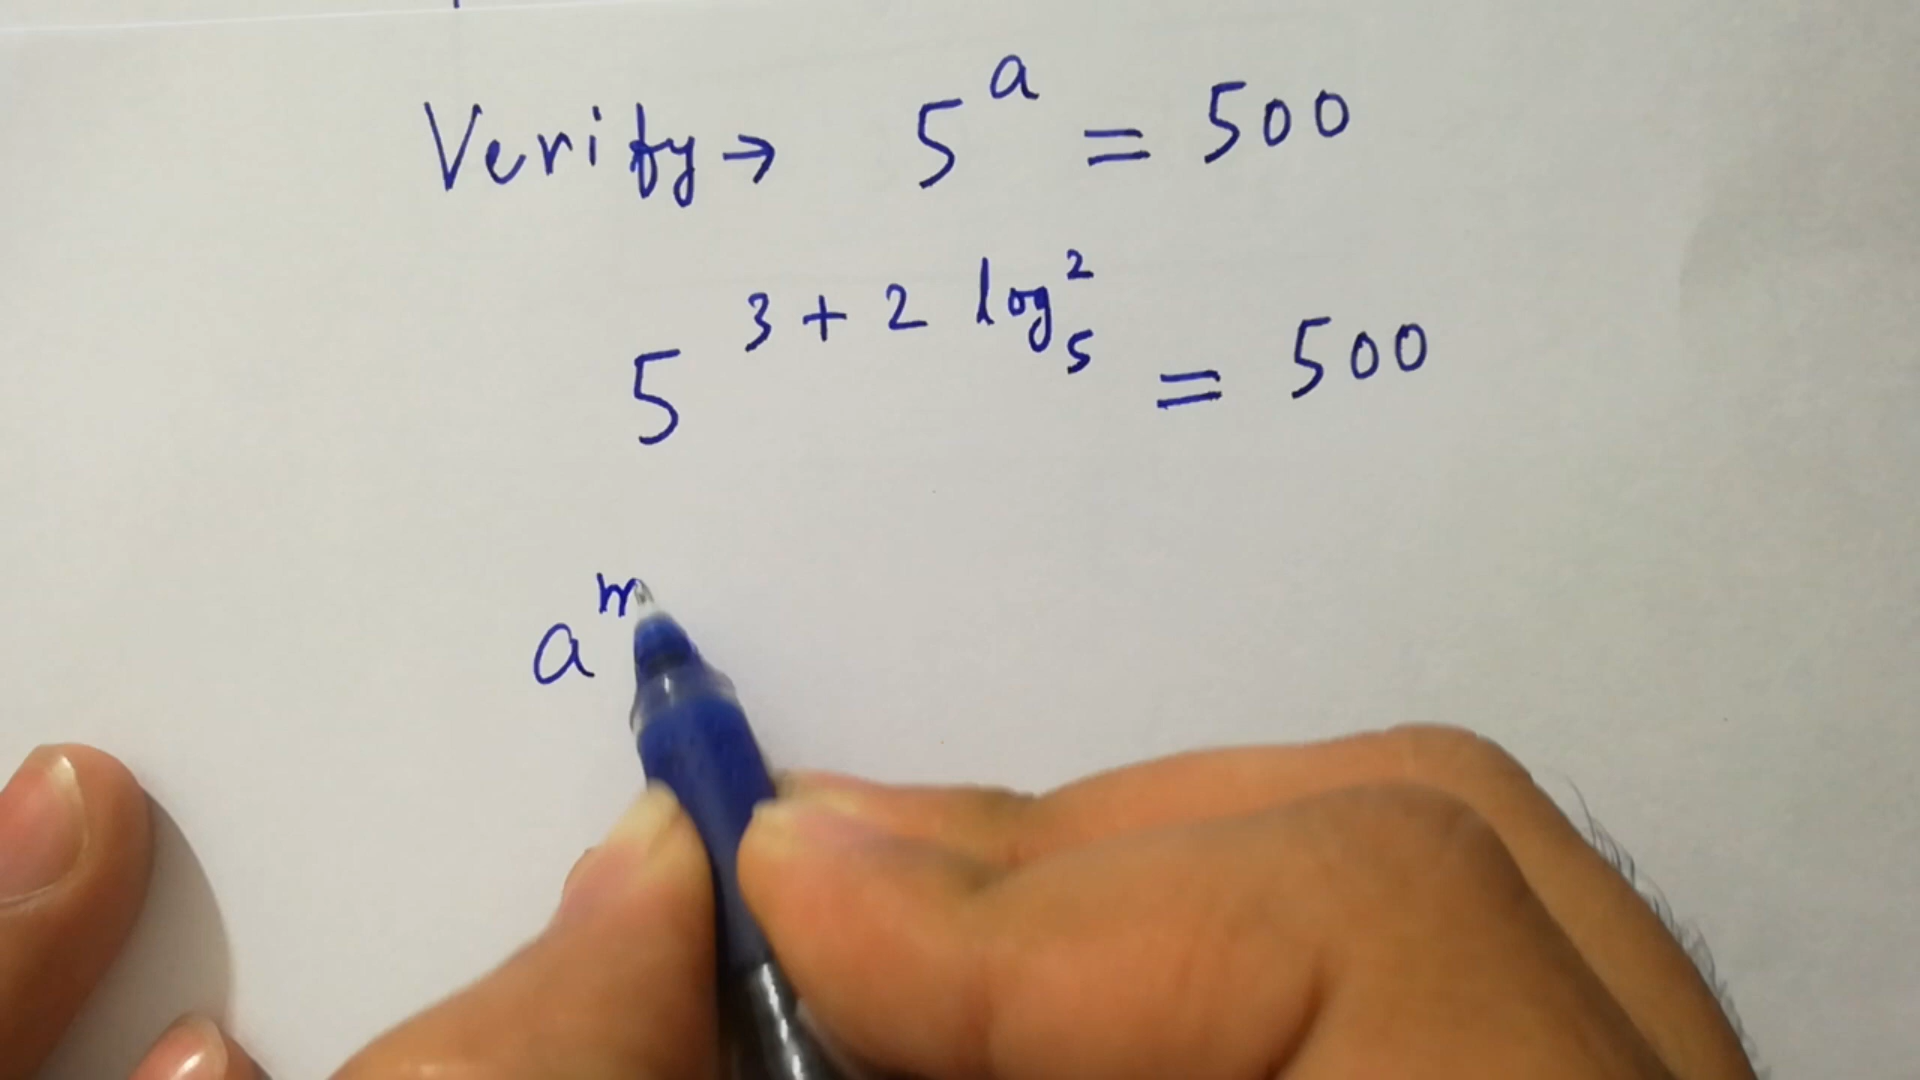 Verify → 5^a = 500
5^{3 + 2 log_5^2} = 500
a^m